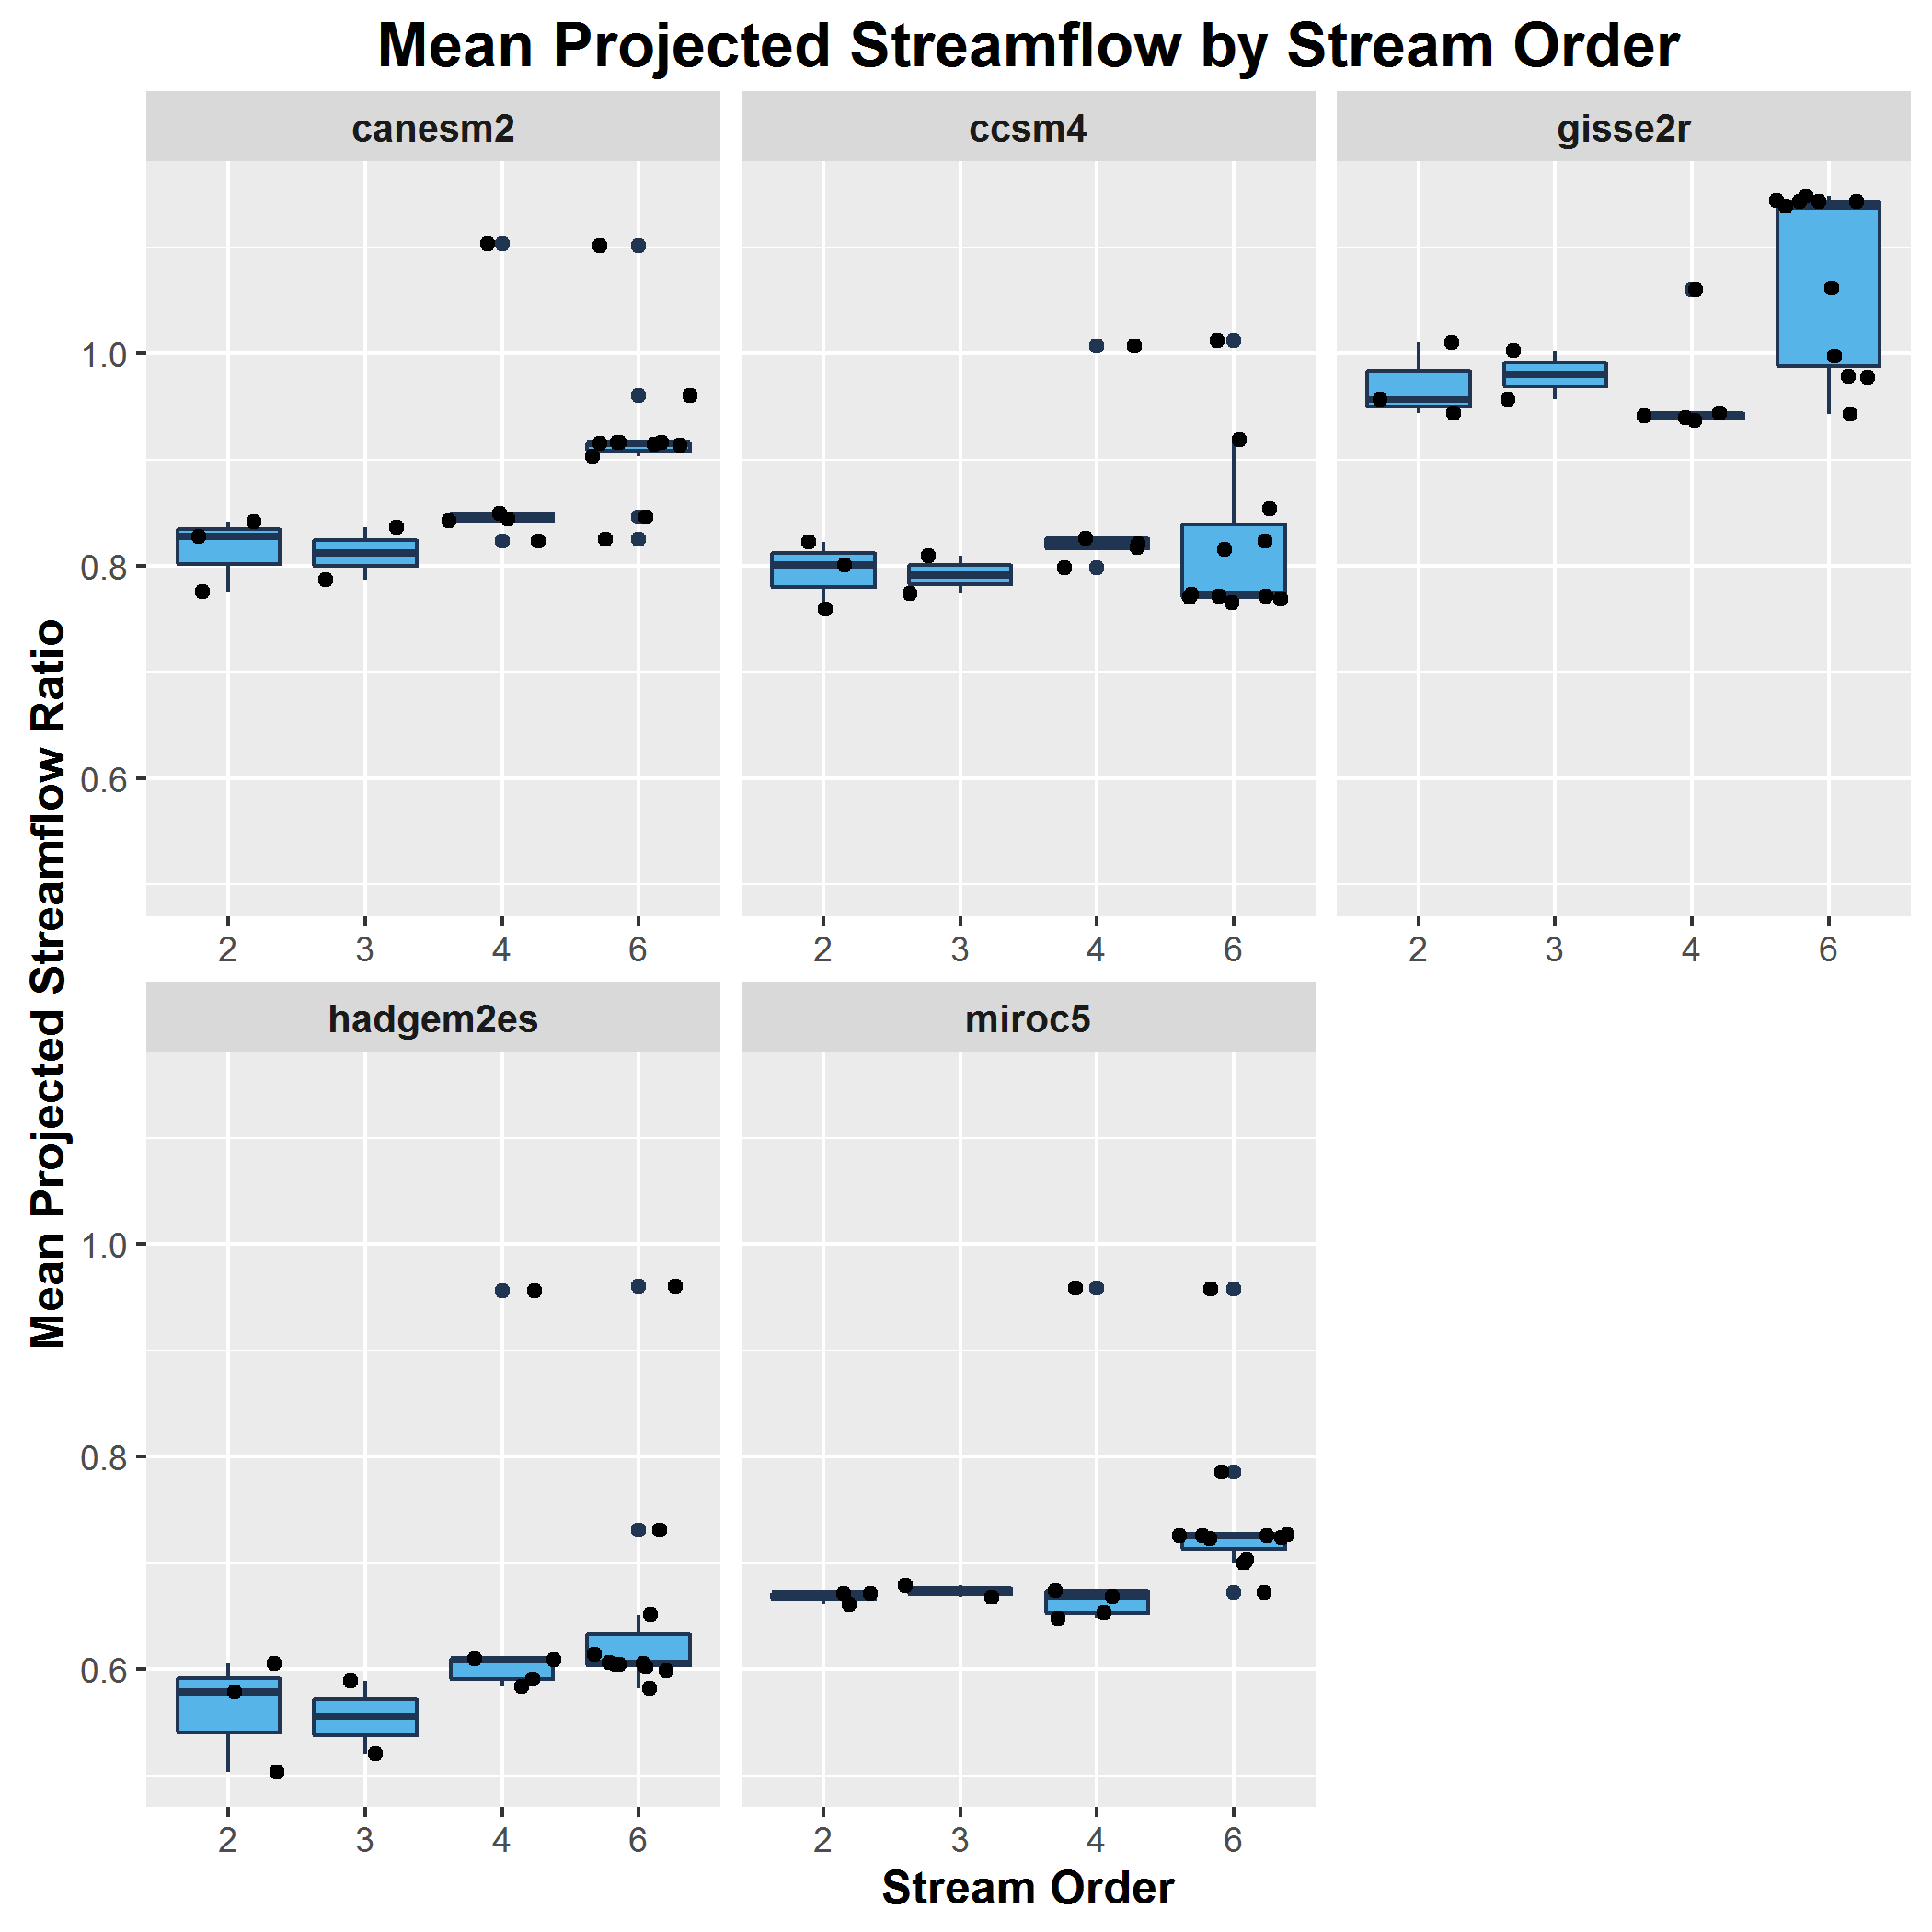 Mean Projected Streamflow by Stream Order
canesm2 ccsm4 gisse2r
1.0
0.8
0.6
2 3 4 6 2 3 4 6 2 3 4 6
Mean Projected Streamflow Ratio
hadgem2es miroc5
1.0
0.8
0.6
2 3 4 6 2 3 4 6
Stream Order